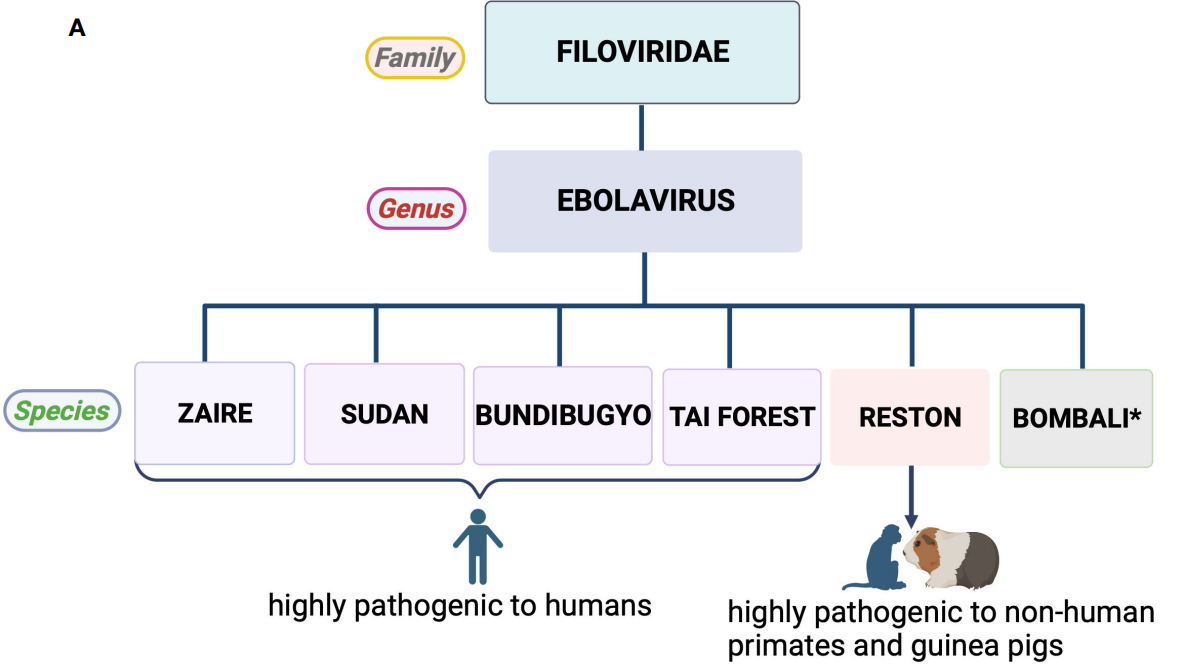 A
Family
FILOVIRIDAE
Genus
EBOLAVIRUS
Species
ZAIRE
SUDAN
BUNDIBUGYO
TAI FOREST
RESTON
BOMBALI*
highly pathogenic to humans
highly pathogenic to non-human
primates and guinea pigs